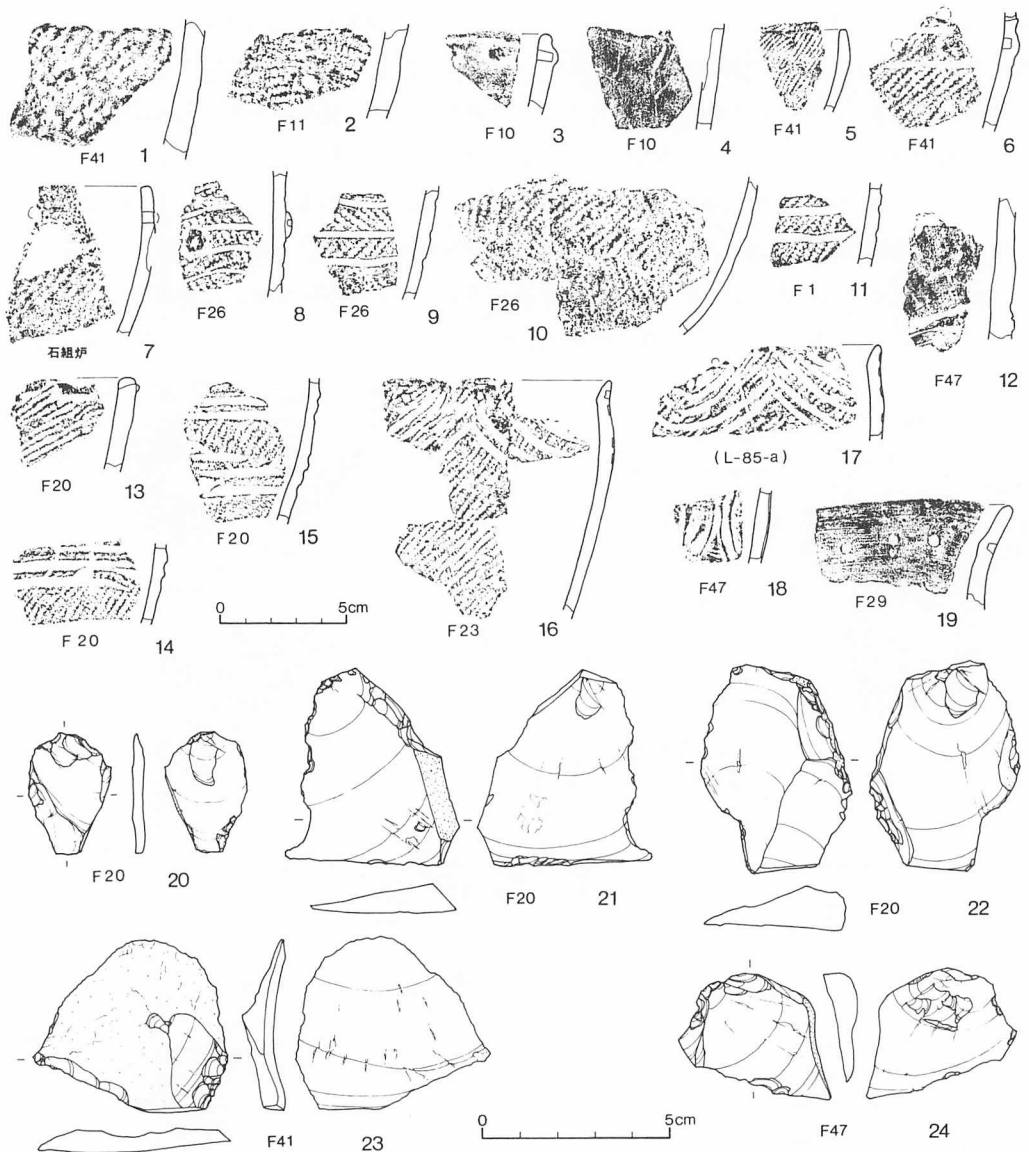 F41 1
F11 2
F10 3
F10 4
F41 5
F41 6
石組炉 7
F26 8
F26 9
F26 10
F1 11
F47 12
F20 13
F20 14
F20 15
F23 16
(L-85-a) 17
F47 18
F29 19
0 5cm
F20 20
F20 21
F20 22
F41 23
F47 24
0 5cm